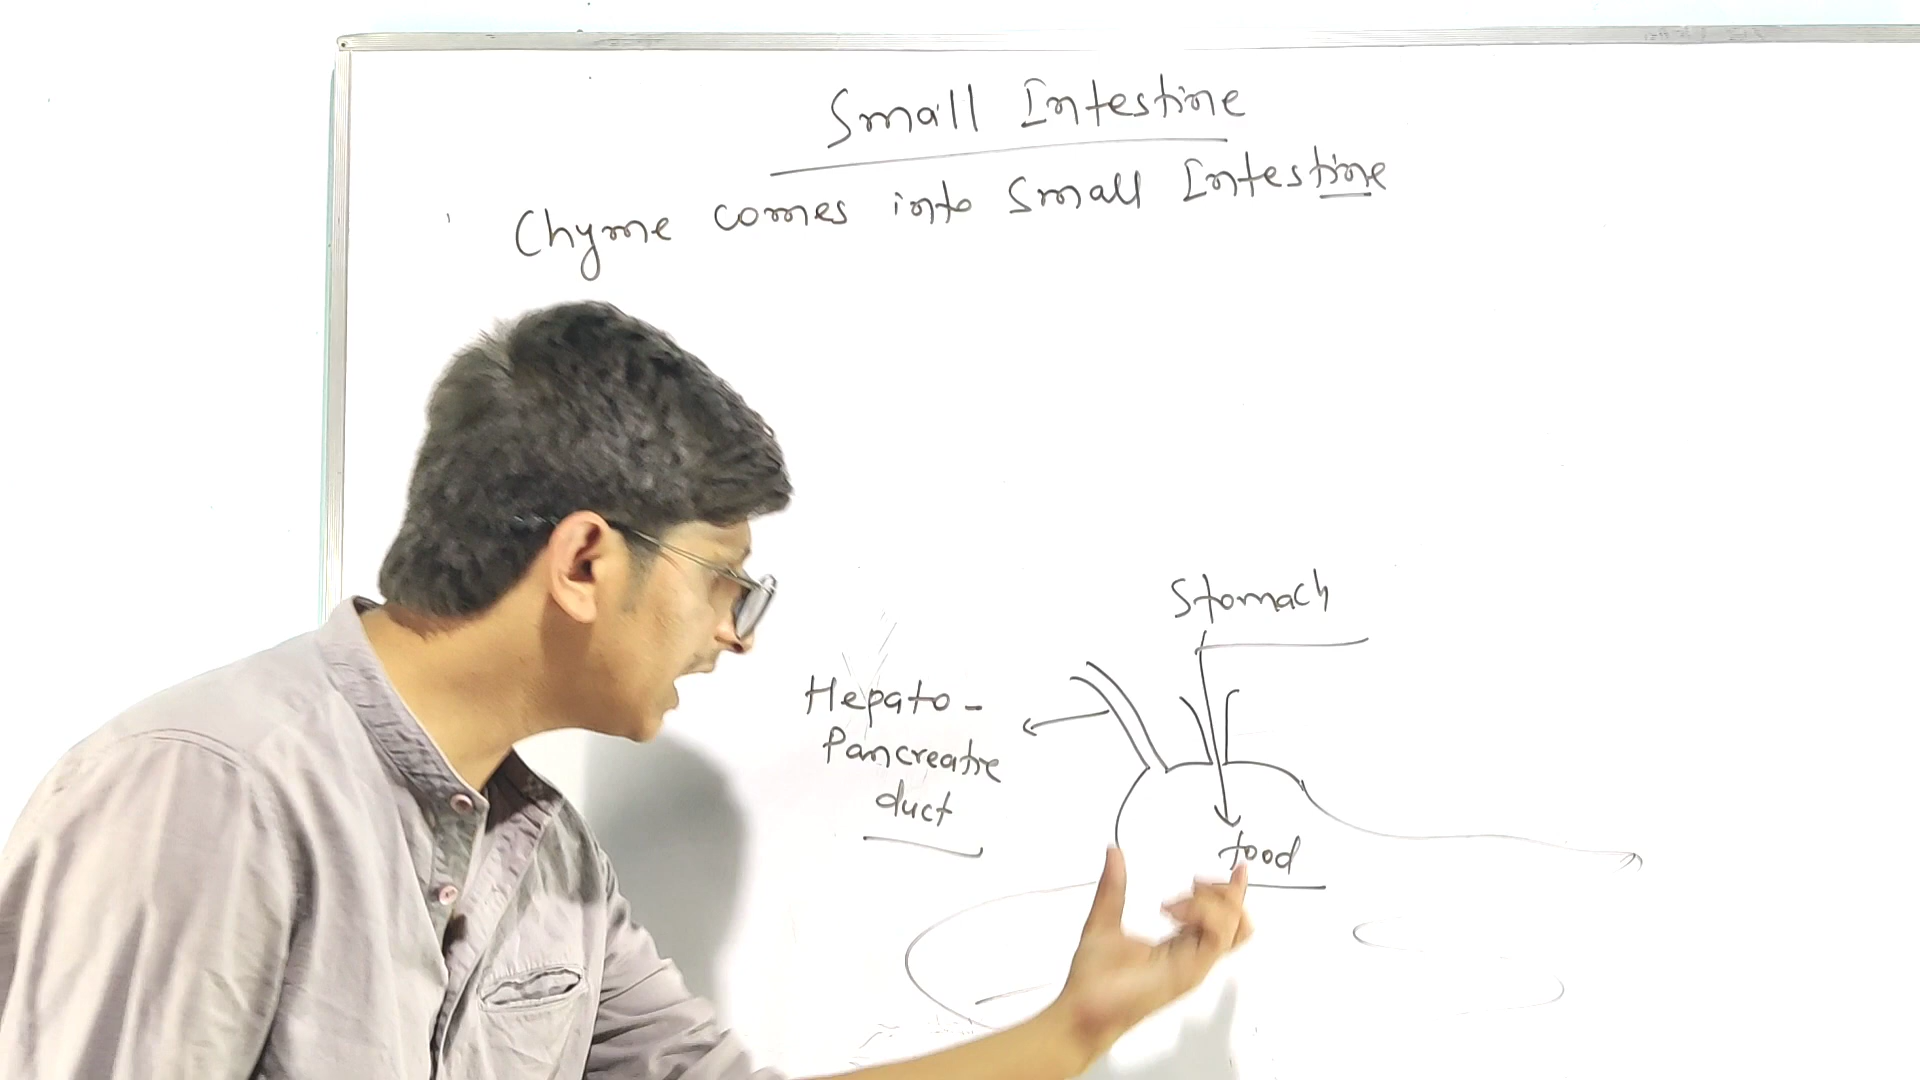 Small Intestine
Chyme comes into Small Intestine
Stomach
Hepato-
Pancreatic
duct
food